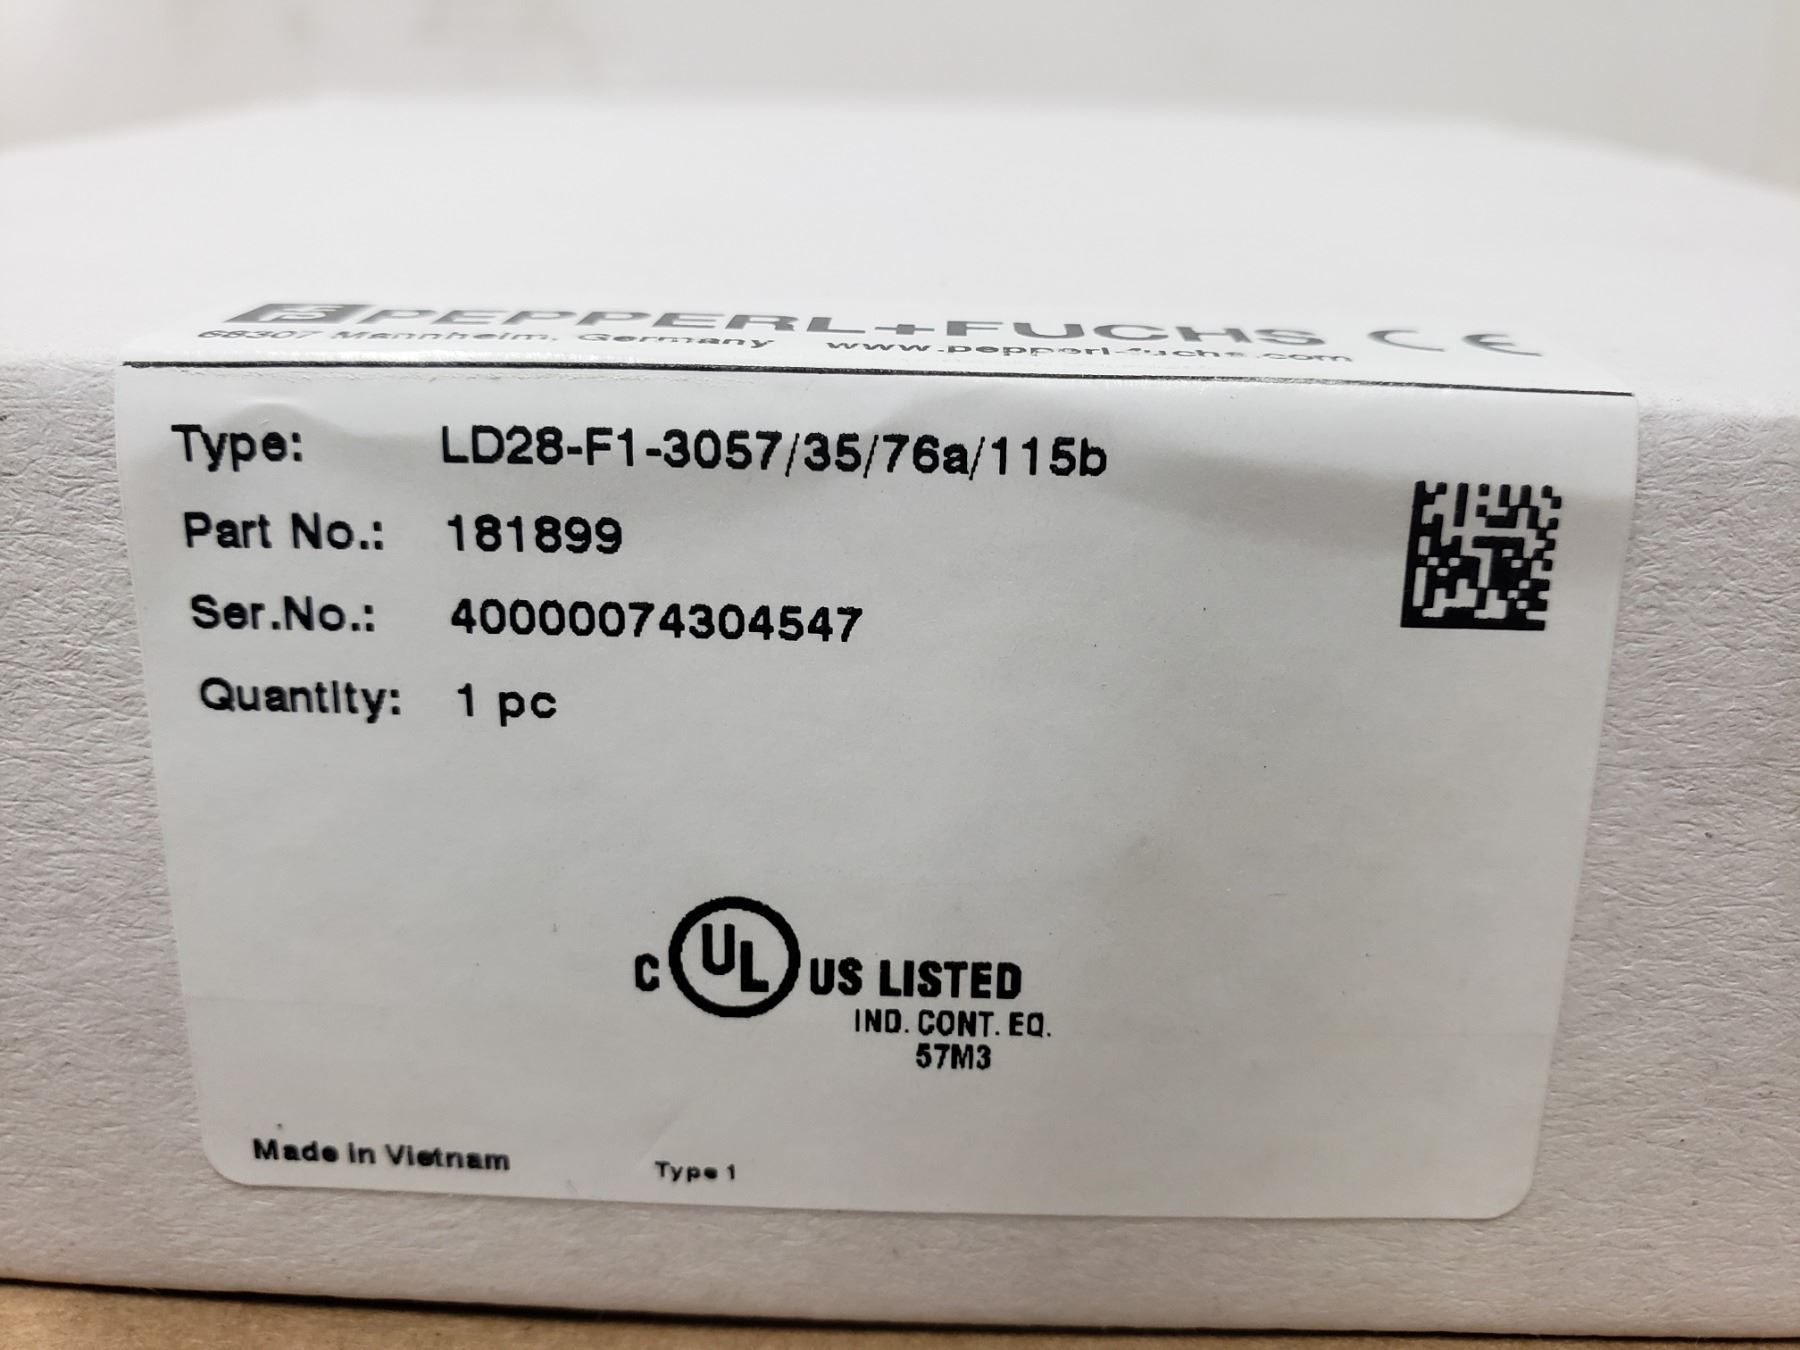 PEPPERL+FUCHS CE
68307 Mannheim, Germany www.pepperl-fuchs.com
Type: LD28-F1-3057/35/76a/115b
Part No.: 181899
Ser.No.: 40000074304547
Quantity: 1 pc
C UL US LISTED
IND. CONT. EQ.
57M3
Made in Vietnam Type 1